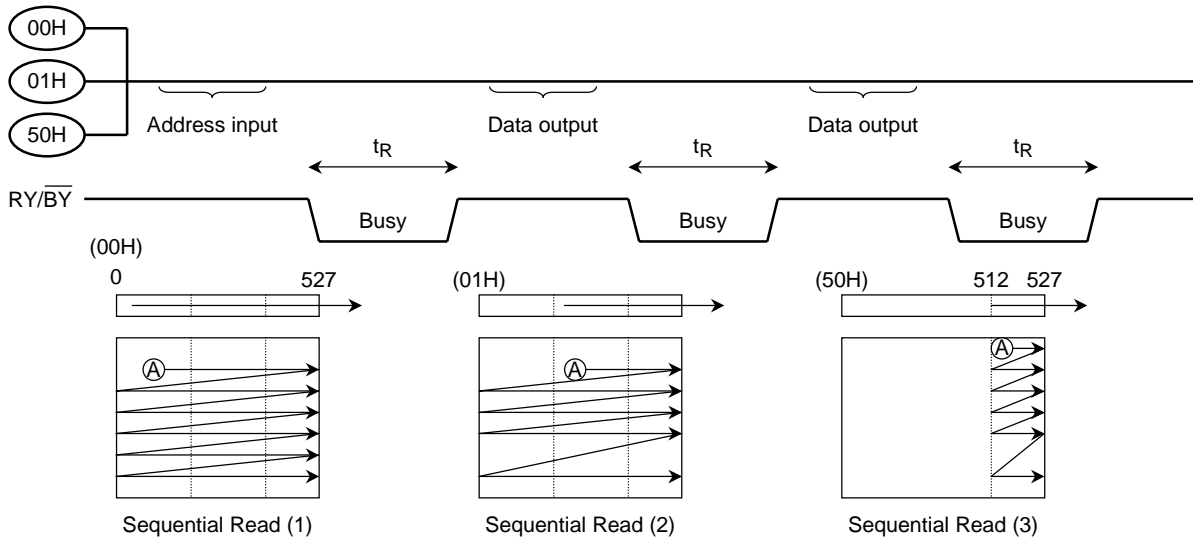 00H
01H
50H
Address input
Data output
Data output
tR
tR
tR
RY/BY
Busy
Busy
Busy
(00H)
0
527
(01H)
(50H)
512
527
A
A
A
Sequential Read (1)
Sequential Read (2)
Sequential Read (3)